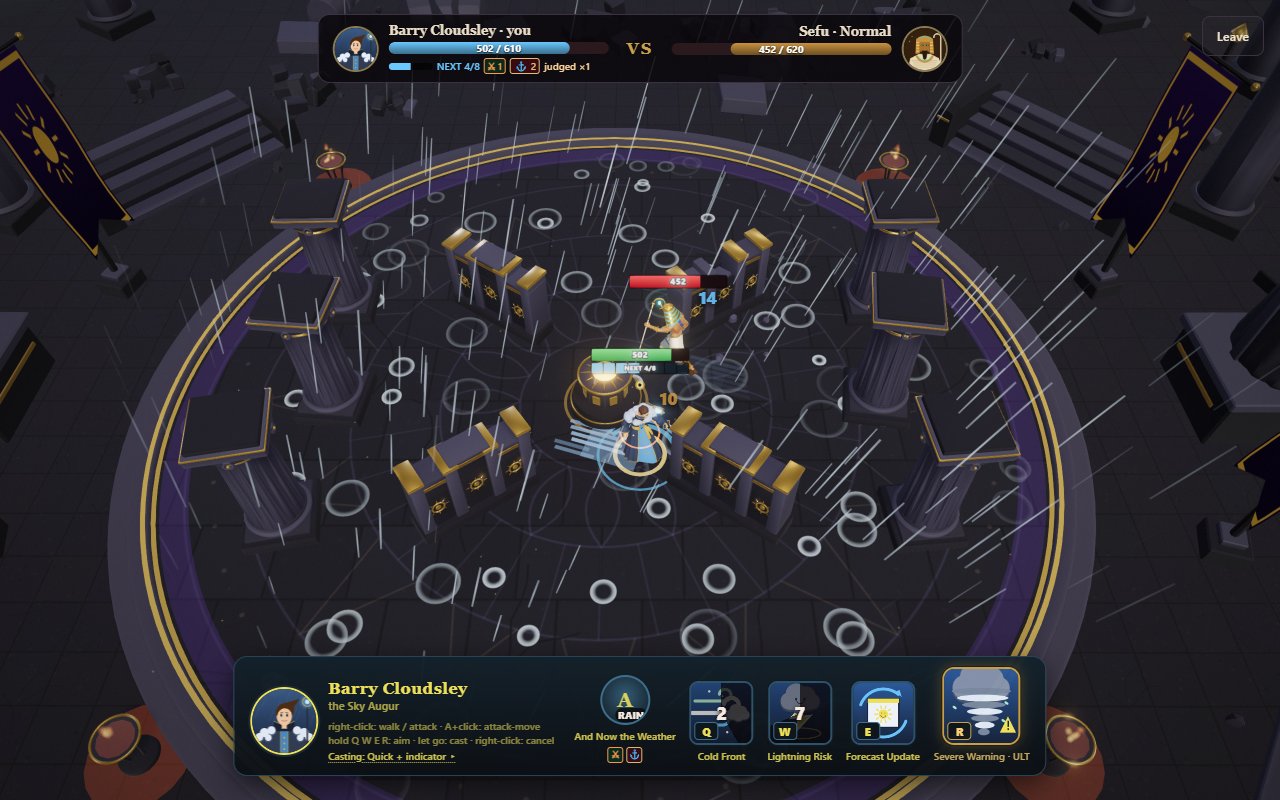 Barry Cloudsley · you
502 / 610
NEXT 4/8 1 2 judged ×1
VS
Sefu · Normal
452 / 620
Leave
452
14
502
NEXT 4/8
10
Barry Cloudsley
the Sky Augur
right-click: walk / attack · A+click: attack-move
hold Q W E R: aim · let go: cast · right-click: cancel
Casting: Quick + indicator ▸
A
RAIN
And Now the Weather
2
Q
Cold Front
7
W
Lightning Risk
E
Forecast Update
R
Severe Warning · ULT